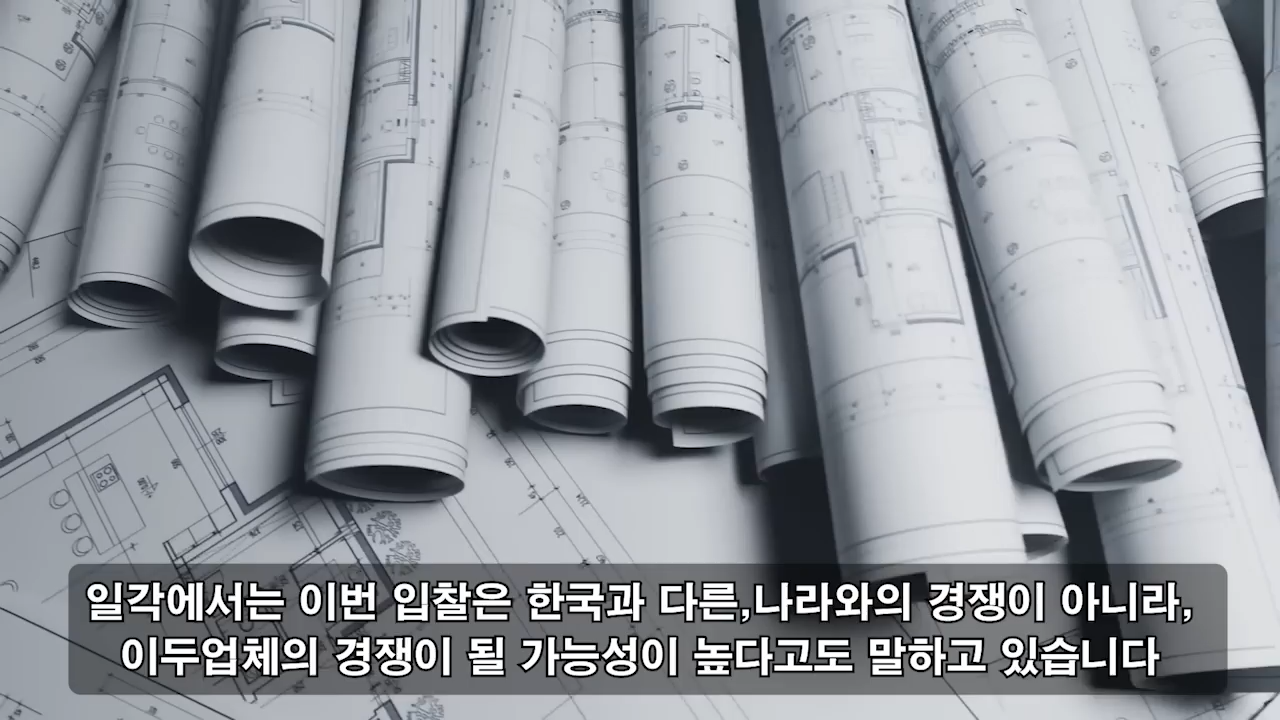 일각에서는 이번 입찰은 한국과 다른,나라와의 경쟁이 아니라,
이두업체의 경쟁이 될 가능성이 높다고도 말하고 있습니다